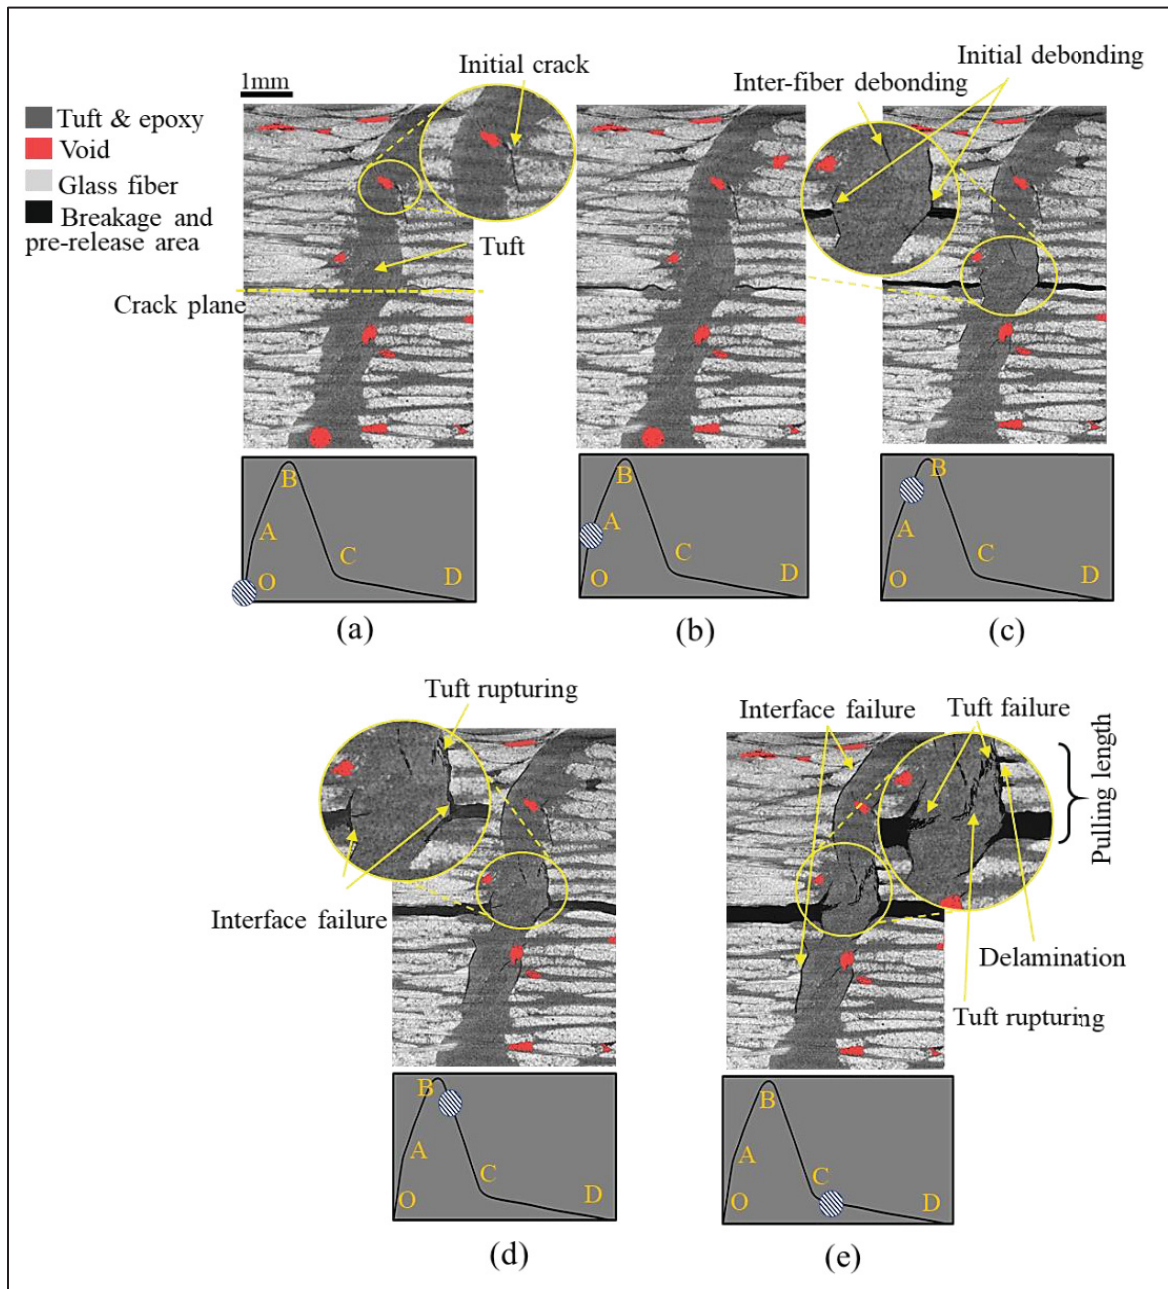 Initial crack
1mm
Tuft & epoxy
Void
Glass fiber
Breakage and
pre-release area
Tuft
Crack plane
Inter-fiber debonding
Initial debonding
B
A
O
C
D
(a)
B
A
O
C
D
(b)
B
A
O
C
D
(c)
Tuft rupturing
Interface failure
B
A
O
C
D
(d)
Interface failure
Tuft failure
Pulling length
Delamination
Tuft rupturing
B
A
O
C
D
(e)